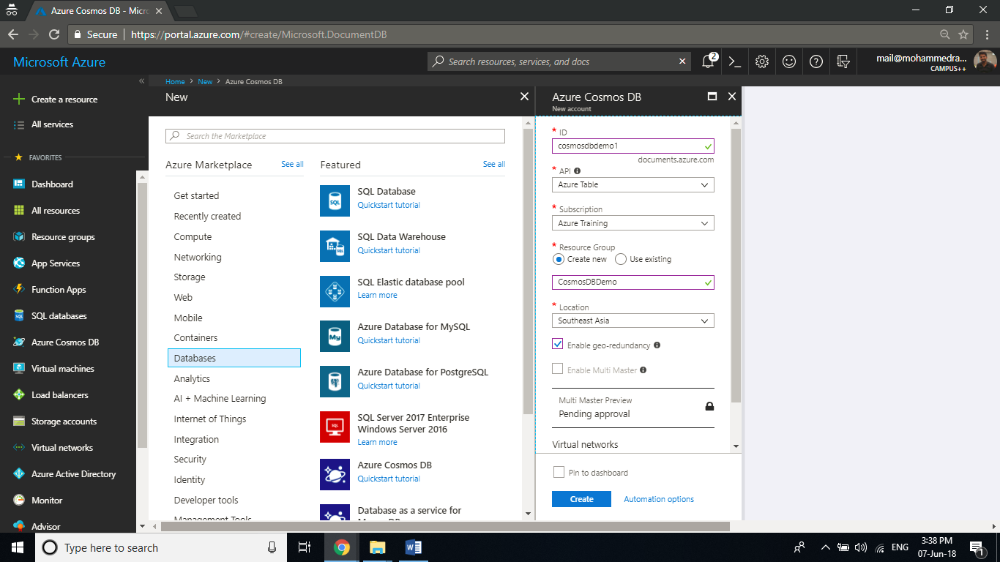 Azure Cosmos DB - Micro
Secure
https://portal.azure.com/#create/Microsoft.DocumentDB
Microsoft Azure
Search resources, services, and docs
2
mail@mohammedra...
CAMPUS++
Create a resource
All services
FAVORITES
Dashboard
All resources
Resource groups
App Services
Function Apps
SQL databases
Azure Cosmos DB
Virtual machines
Load balancers
Storage accounts
Virtual networks
Azure Active Directory
Monitor
Advisor
Home > New > Azure Cosmos DB
New
Search the Marketplace
Azure Marketplace
See all
Get started
Recently created
Compute
Networking
Storage
Web
Mobile
Containers
Databases
Analytics
AI + Machine Learning
Internet of Things
Integration
Security
Identity
Developer tools
Management Tools
Featured
See all
SQL Database
Quickstart tutorial
SQL Data Warehouse
Quickstart tutorial
SQL Elastic database pool
Learn more
Azure Database for MySQL
Quickstart tutorial
Azure Database for PostgreSQL
Quickstart tutorial
SQL Server 2017 Enterprise
Windows Server 2016
Learn more
Azure Cosmos DB
Quickstart tutorial
Database as a service for
Azure Cosmos DB
New account
* ID
cosmosdbdemo1
documents.azure.com
* API
Azure Table
* Subscription
Azure Training
* Resource Group
Create new
Use existing
CosmosDBDemo
* Location
Southeast Asia
Enable geo-redundancy
Enable Multi Master
Multi Master Preview
Pending approval
Virtual networks
Pin to dashboard
Create
Automation options
Type here to search
ENG
3:38 PM
07-Jun-18
1